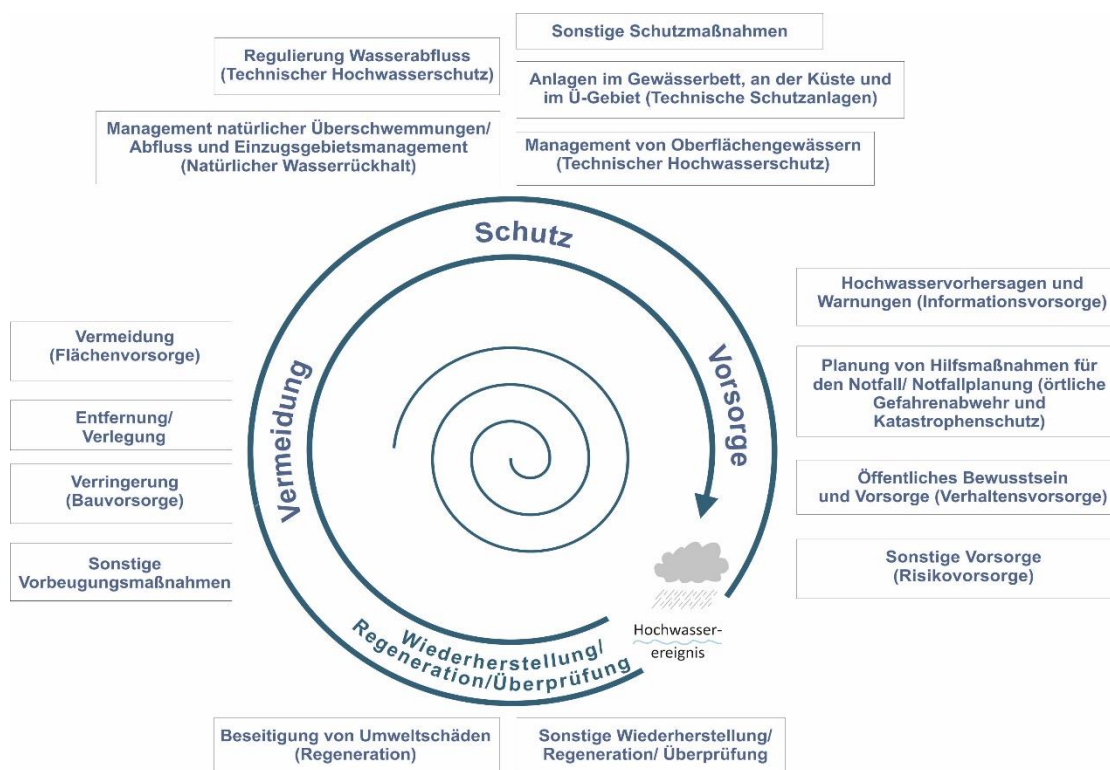 Sonstige Schutzmaßnahmen
Regulierung Wasserabfluss
(Technischer Hochwasserschutz)
Anlagen im Gewässerbett, an der Küste und
im Ü-Gebiet (Technische Schutzanlagen)
Management natürlicher Überschwemmungen/
Abfluss und Einzugsgebietsmanagement
(Natürlicher Wasserrückhalt)
Management von Oberflächengewässern
(Technischer Hochwasserschutz)
Schutz
Vorsorge
Vermeidung
Hochwasservorhersagen und
Warnungen (Informationsvorsorge)
Vermeidung
(Flächenvorsorge)
Planung von Hilfsmaßnahmen für
den Notfall/ Notfallplanung (örtliche
Gefahrenabwehr und
Katastrophenschutz)
Entfernung/
Verlegung
Verringerung
(Bauvorsorge)
Öffentliches Bewusstsein
und Vorsorge (Verhaltensvorsorge)
Sonstige
Vorbeugungsmaßnahmen
Sonstige Vorsorge
(Risikovorsorge)
Hochwasser-
ereignis
Wiederherstellung/
Regeneration/Überprüfung
Beseitigung von Umweltschäden
(Regeneration)
Sonstige Wiederherstellung/
Regeneration/ Überprüfung